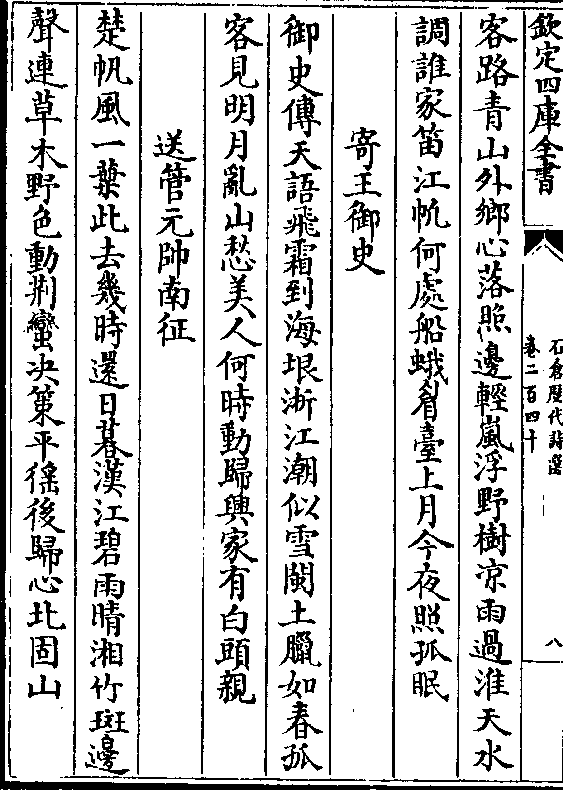 欽定四庫全書
石倉歷代詩選
卷二百四十
八
客路青山外鄉心落照邊輕嵐浮野樹凉雨過淮天水
調誰家笛江帆何處船蛾眉臺上月今夜照孤眠
寄王御史
御史傳天語飛霜到海垠浙江潮似雪閩土臘如春孤
客見明月亂山愁美人何時動歸興家有白頭親
送管元帥南征
楚帆風一葉此去幾時還日暮漢江碧雨晴湘竹斑邊
聲連草木野色動荆蠻决策平猺後歸心北固山